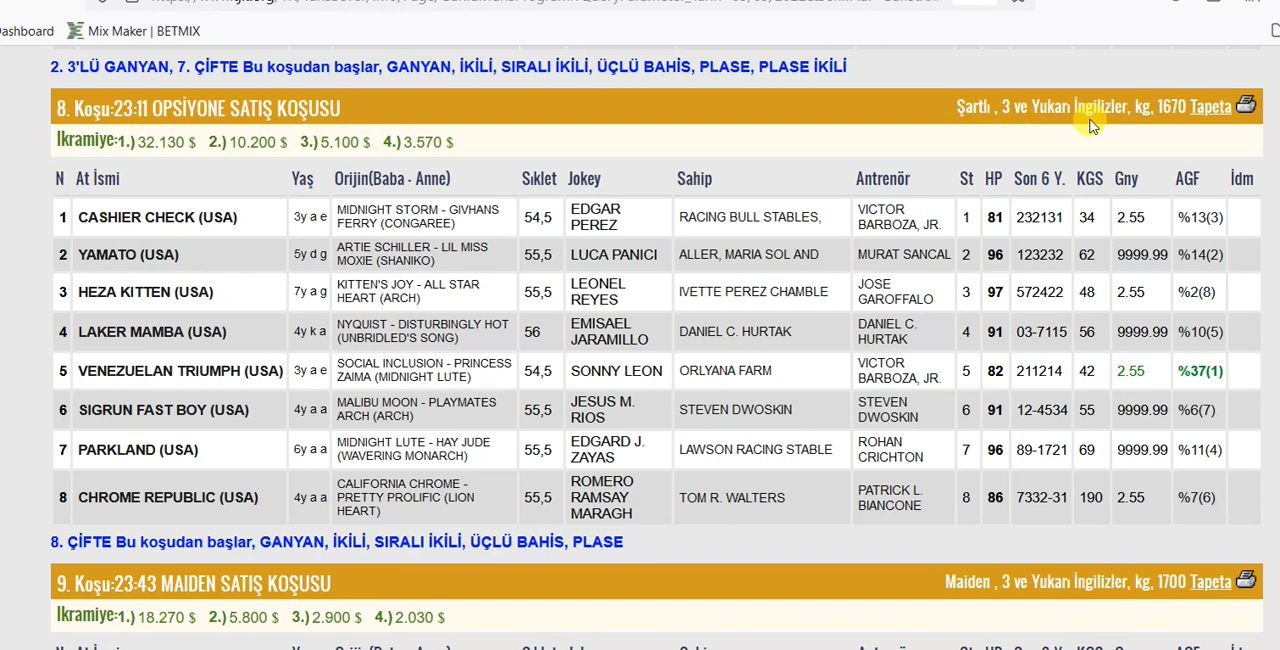 Dashboard Mix Maker | BETMIX
2. 3'LÜ GANYAN, 7. ÇİFTE Bu koşudan başlar, GANYAN, İKİLİ, SIRALI İKİLİ, ÜÇLÜ BAHİS, PLASE, PLASE İKİLİ
8. Koşu:23:11 OPSİYONE SATIŞ KOŞUSU Şartlı , 3 ve Yukarı İngilizler, kg, 1670 Tapeta
İkramiye:1.) 32.130 $ 2.) 10.200 $ 3.) 5.100 $ 4.) 3.570 $
N At İsmi Yaş Orijin(Baba - Anne) Sıklet Jokey Sahip Antrenör St HP Son 6 Y. KGS Gny AGF İdm
1 CASHIER CHECK (USA) 3y a e MIDNIGHT STORM - GIVHANS FERRY (CONGAREE) 54,5 EDGAR PEREZ RACING BULL STABLES, VICTOR BARBOZA, JR. 1 81 232131 34 2.55 %13(3)
2 YAMATO (USA) 5y d g ARTIE SCHILLER - LIL MISS MOXIE (SHANIKO) 55,5 LUCA PANICI ALLER, MARIA SOL AND MURAT SANCAL 2 96 123232 62 9999.99 %14(2)
3 HEZA KITTEN (USA) 7y a g KITTEN'S JOY - ALL STAR HEART (ARCH) 55,5 LEONEL REYES IVETTE PEREZ CHAMBLE JOSE GAROFFALO 3 97 572422 48 2.55 %2(8)
4 LAKER MAMBA (USA) 4y k a NYQUIST - DISTURBINGLY HOT (UNBRIDLED'S SONG) 56 EMISAEL JARAMILLO DANIEL C. HURTAK DANIEL C. HURTAK 4 91 03-7115 56 9999.99 %10(5)
5 VENEZUELAN TRIUMPH (USA) 3y a e SOCIAL INCLUSION - PRINCESS ZAIMA (MIDNIGHT LUTE) 54,5 SONNY LEON ORLYANA FARM VICTOR BARBOZA, JR. 5 82 211214 42 2.55 %37(1)
6 SIGRUN FAST BOY (USA) 4y a a MALIBU MOON - PLAYMATES ARCH (ARCH) 55,5 JESUS M. RIOS STEVEN DWOSKIN STEVEN DWOSKIN 6 91 12-4534 55 9999.99 %6(7)
7 PARKLAND (USA) 6y a a MIDNIGHT LUTE - HAY JUDE (WAVERING MONARCH) 55,5 EDGARD J. ZAYAS LAWSON RACING STABLE ROHAN CRICHTON 7 96 89-1721 69 9999.99 %11(4)
8 CHROME REPUBLIC (USA) 4y a a CALIFORNIA CHROME - PRETTY PROLIFIC (LION HEART) 55,5 ROMERO RAMSAY MARAGH TOM R. WALTERS PATRICK L. BIANCONE 8 86 7332-31 190 2.55 %7(6)
8. ÇİFTE Bu koşudan başlar, GANYAN, İKİLİ, SIRALI İKİLİ, ÜÇLÜ BAHİS, PLASE
9. Koşu:23:43 MAIDEN SATIŞ KOŞUSU Maiden , 3 ve Yukarı İngilizler, kg, 1700 Tapeta
İkramiye:1.) 18.270 $ 2.) 5.800 $ 3.) 2.900 $ 4.) 2.030 $